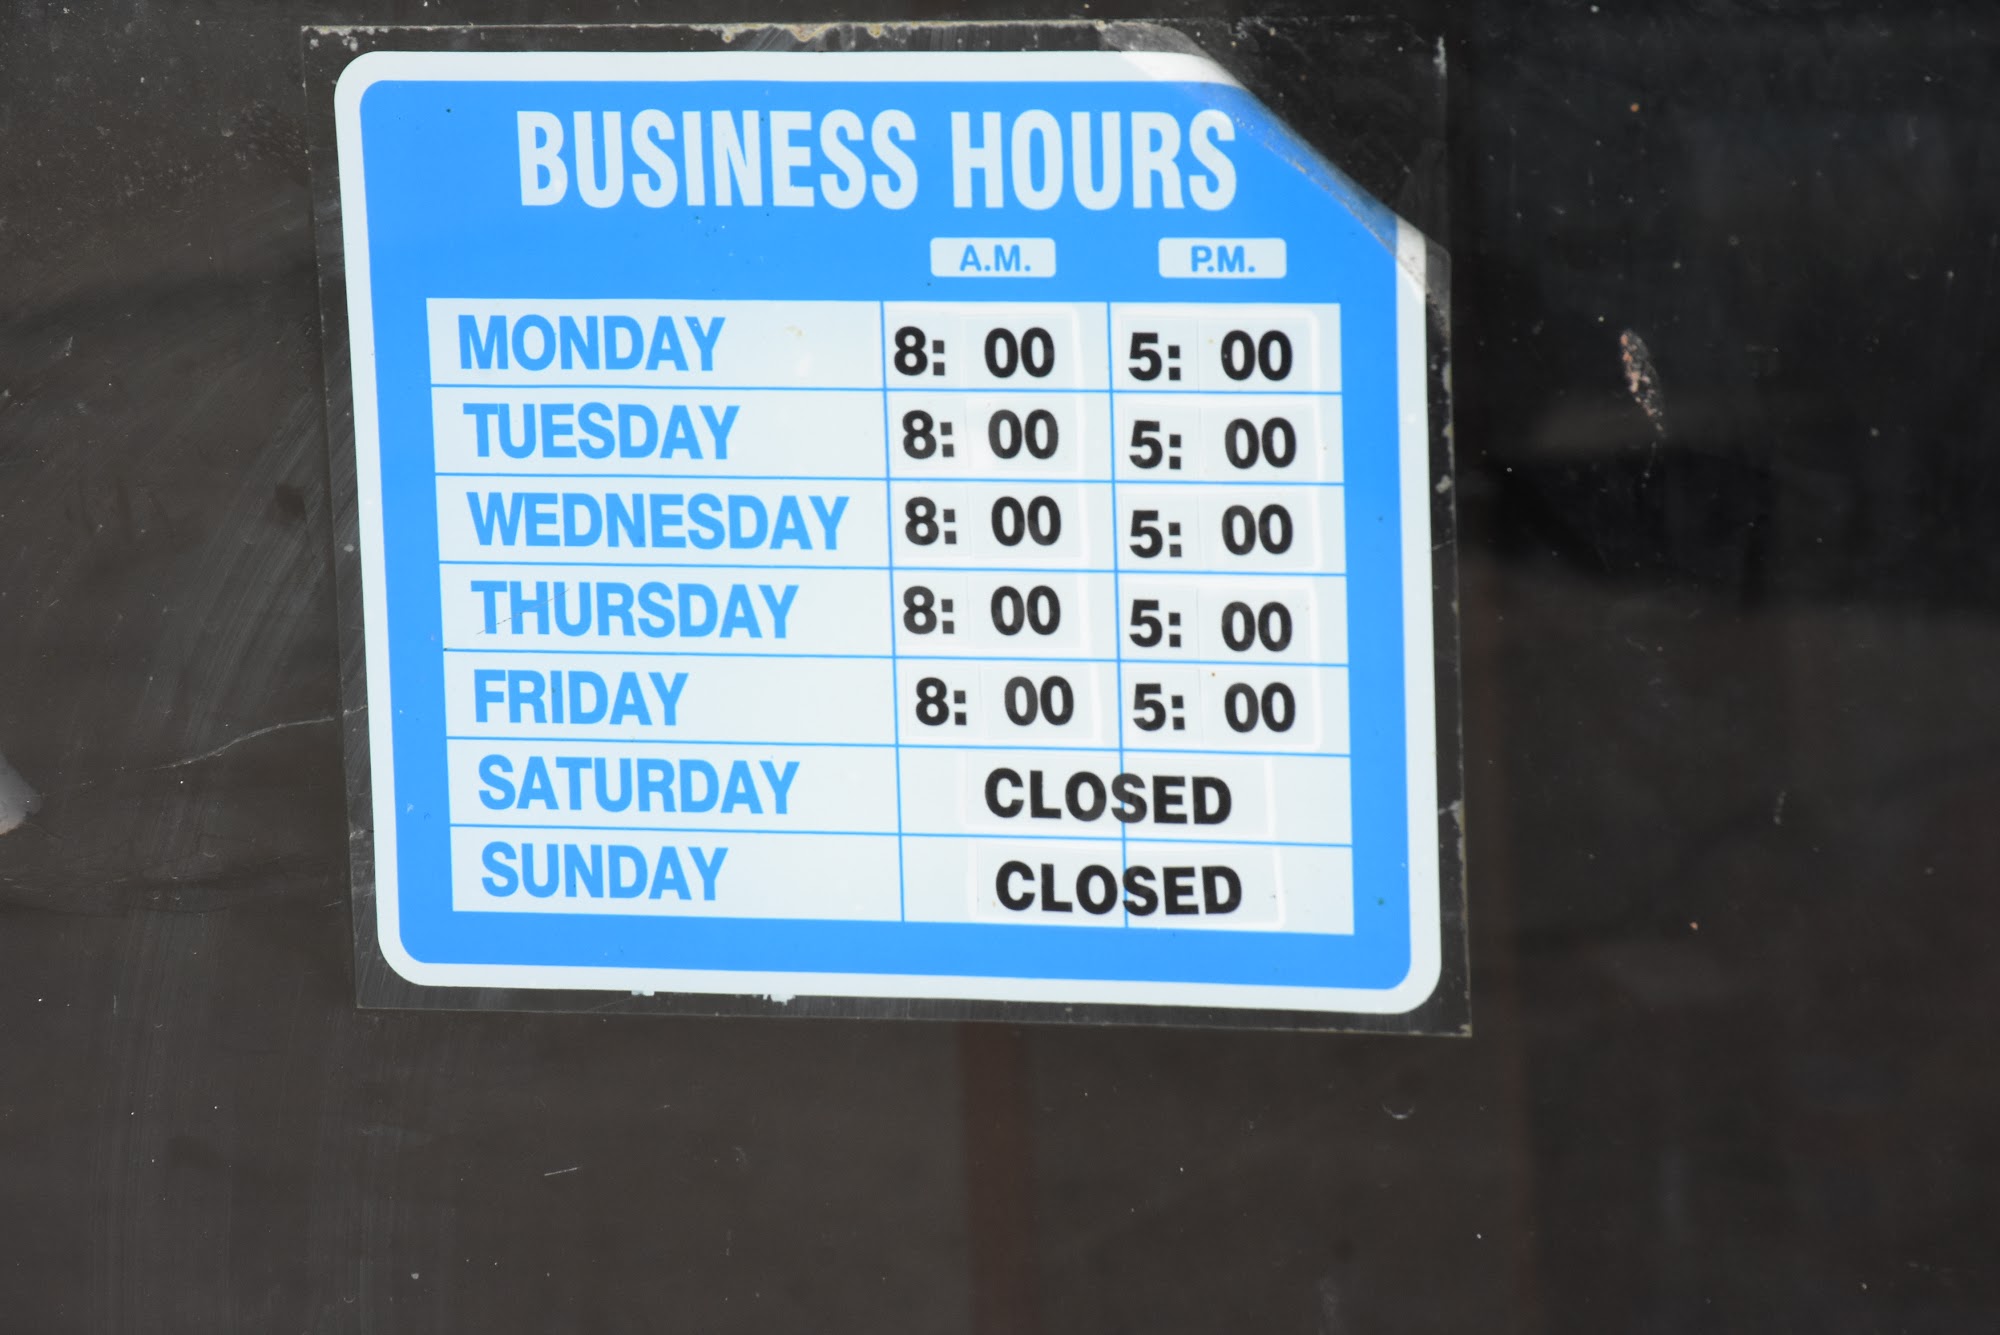 BUSINESS HOURS
A.M. P.M.
MONDAY 8: 00 5: 00
TUESDAY 8: 00 5: 00
WEDNESDAY 8: 00 5: 00
THURSDAY 8: 00 5: 00
FRIDAY 8: 00 5: 00
SATURDAY CLOSED
SUNDAY CLOSED